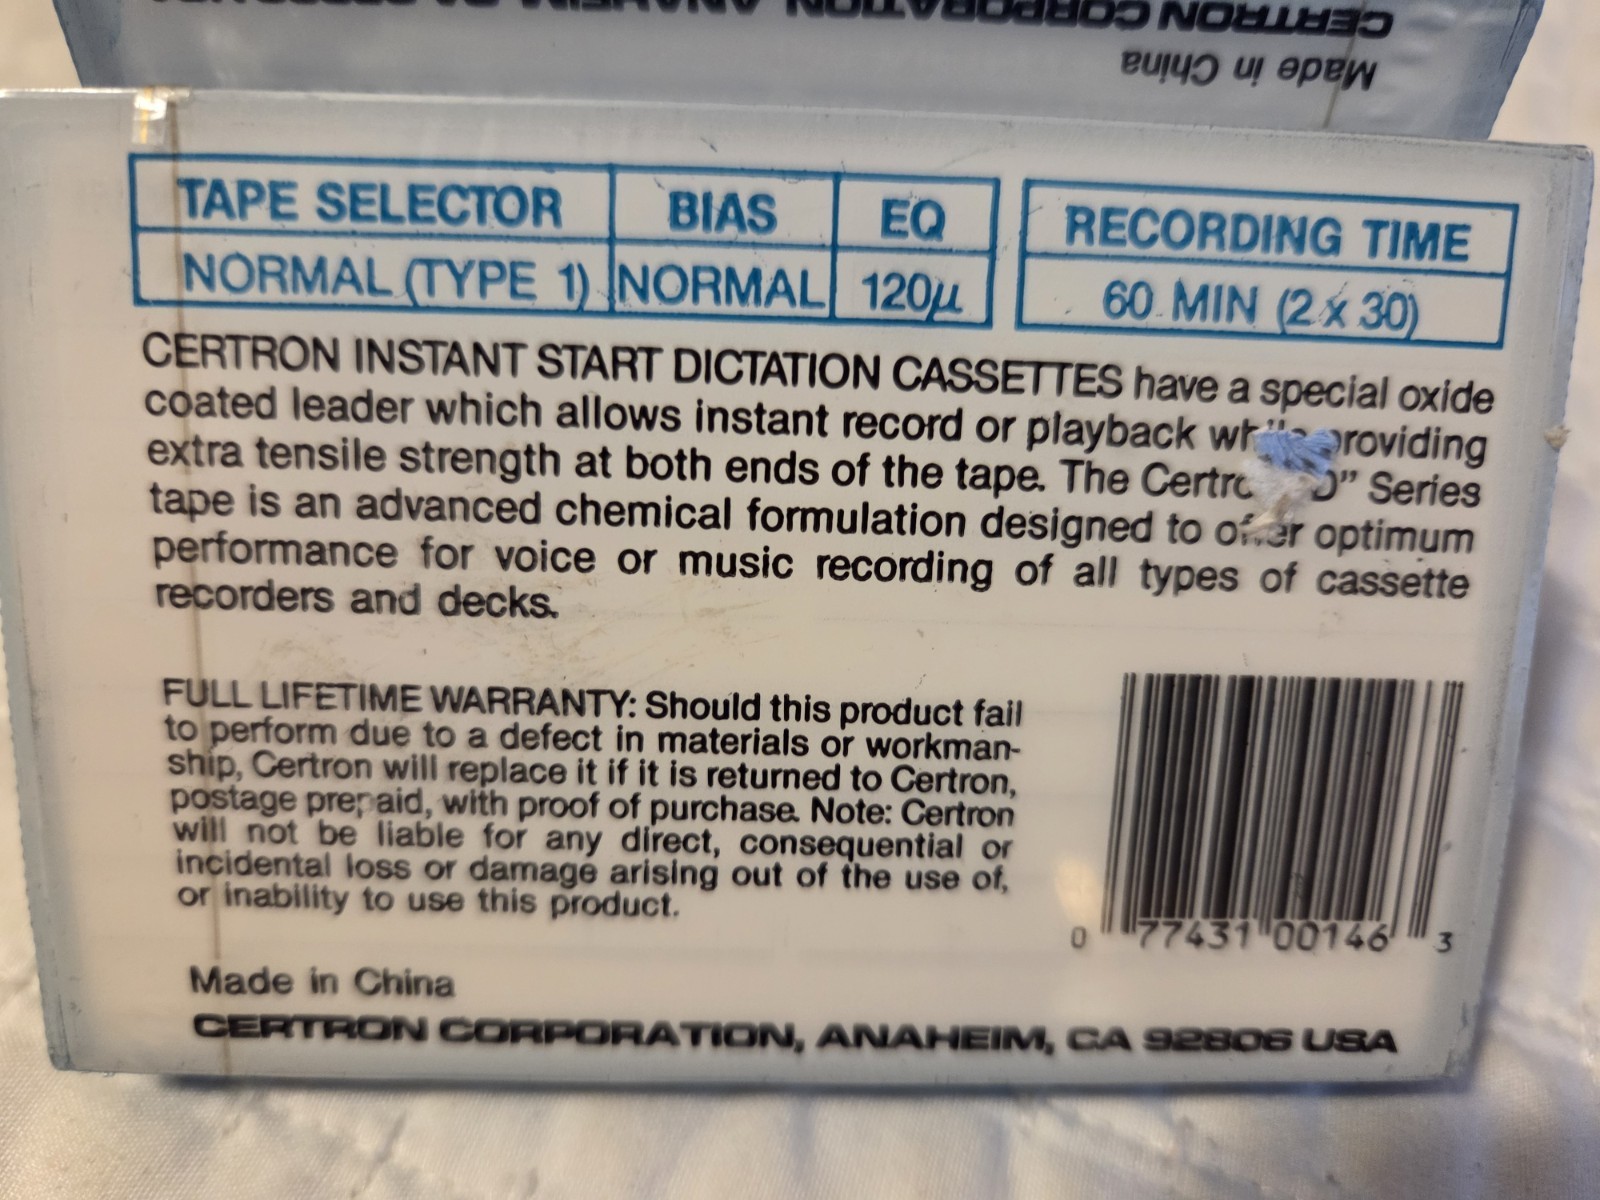 CERTRON CORPORATION, ANAHEIM,
Made in China
TAPE SELECTOR BIAS EQ RECORDING TIME
NORMAL (TYPE 1) NORMAL 120µ 60 MIN (2 x 30)
CERTRON INSTANT START DICTATION CASSETTES have a special oxide
coated leader which allows instant record or playback while providing
extra tensile strength at both ends of the tape. The Certron "D" Series
tape is an advanced chemical formulation designed to offer optimum
performance for voice or music recording of all types of cassette
recorders and decks.
FULL LIFETIME WARRANTY: Should this product fail
to perform due to a defect in materials or workman-
ship, Certron will replace it if it is returned to Certron,
postage prepaid, with proof of purchase. Note: Certron
will not be liable for any direct, consequential or
incidental loss or damage arising out of the use of,
or inability to use this product.
0 77431 00146 3
Made in China
CERTRON CORPORATION, ANAHEIM, CA 92806 USA